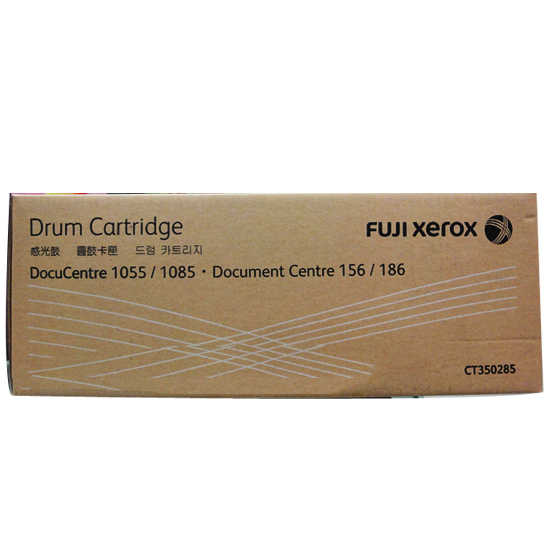 Drum Cartridge
FUJI xerox
感光鼓 圓鼓卡匣 드럼 카트리지
DocuCentre 1055 / 1085 · Document Centre 156 / 186
CT350285